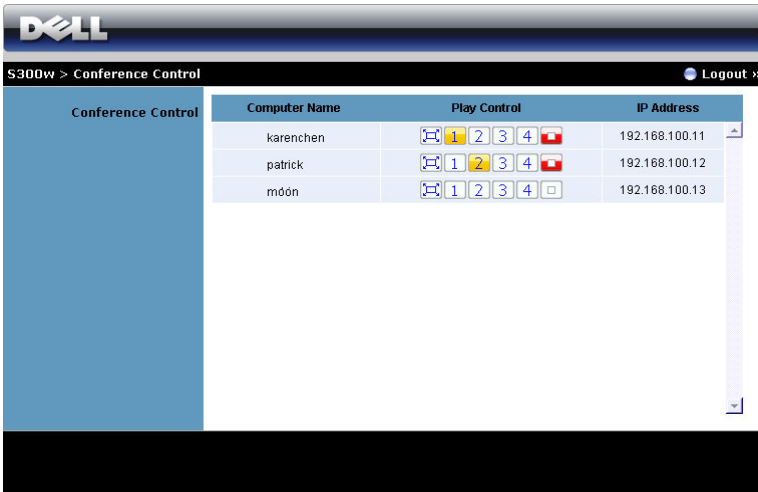 DELL
S300w > Conference Control
Logout »
Conference Control
Computer Name Play Control IP Address
karenchen 1 2 3 4 192.168.100.11
patrick 1 2 3 4 192.168.100.12
móón 1 2 3 4 192.168.100.13